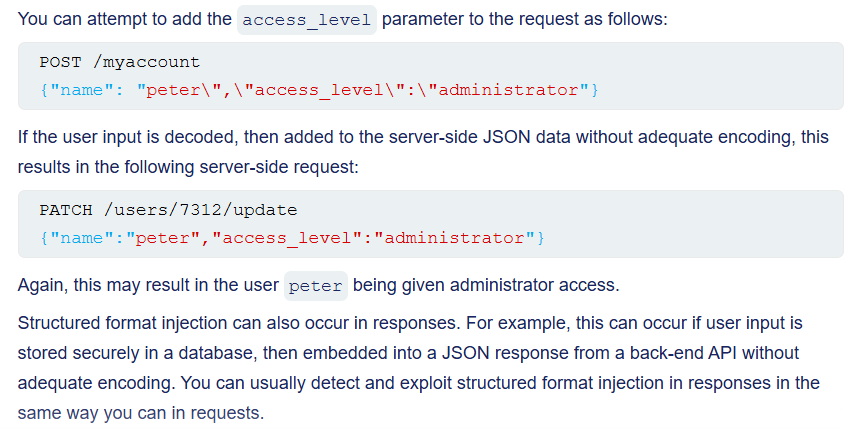 You can attempt to add the access_level parameter to the request as follows:
POST /myaccount
{"name": "peter\",\"access_level\":\"administrator"}
If the user input is decoded, then added to the server-side JSON data without adequate encoding, this
results in the following server-side request:
PATCH /users/7312/update
{"name":"peter","access_level":"administrator"}
Again, this may result in the user peter being given administrator access.
Structured format injection can also occur in responses. For example, this can occur if user input is
stored securely in a database, then embedded into a JSON response from a back-end API without
adequate encoding. You can usually detect and exploit structured format injection in responses in the
same way you can in requests.